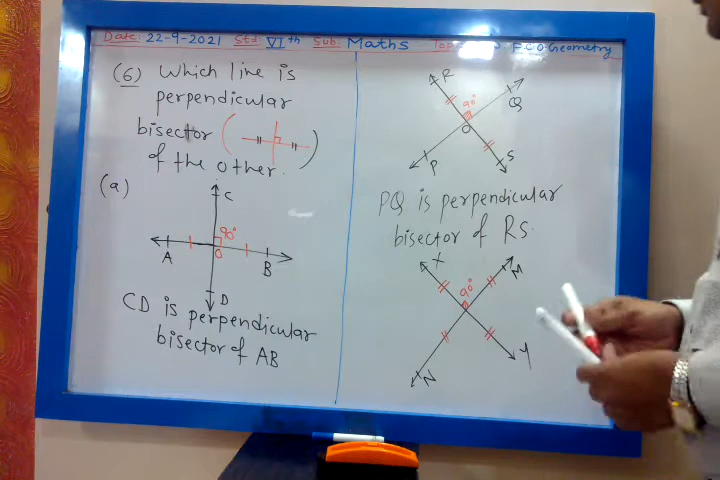 Date: 22-9-2021 Std: VIth Sub: Maths
Geometry
(6) Which line is
perpendicular
bisector ( )
of the other.
(a)
C
90°
A O B
D
CD is perpendicular
bisector of AB
R
90° Q
O
P S
PQ is perpendicular
bisector of RS.
X M
90°
N Y